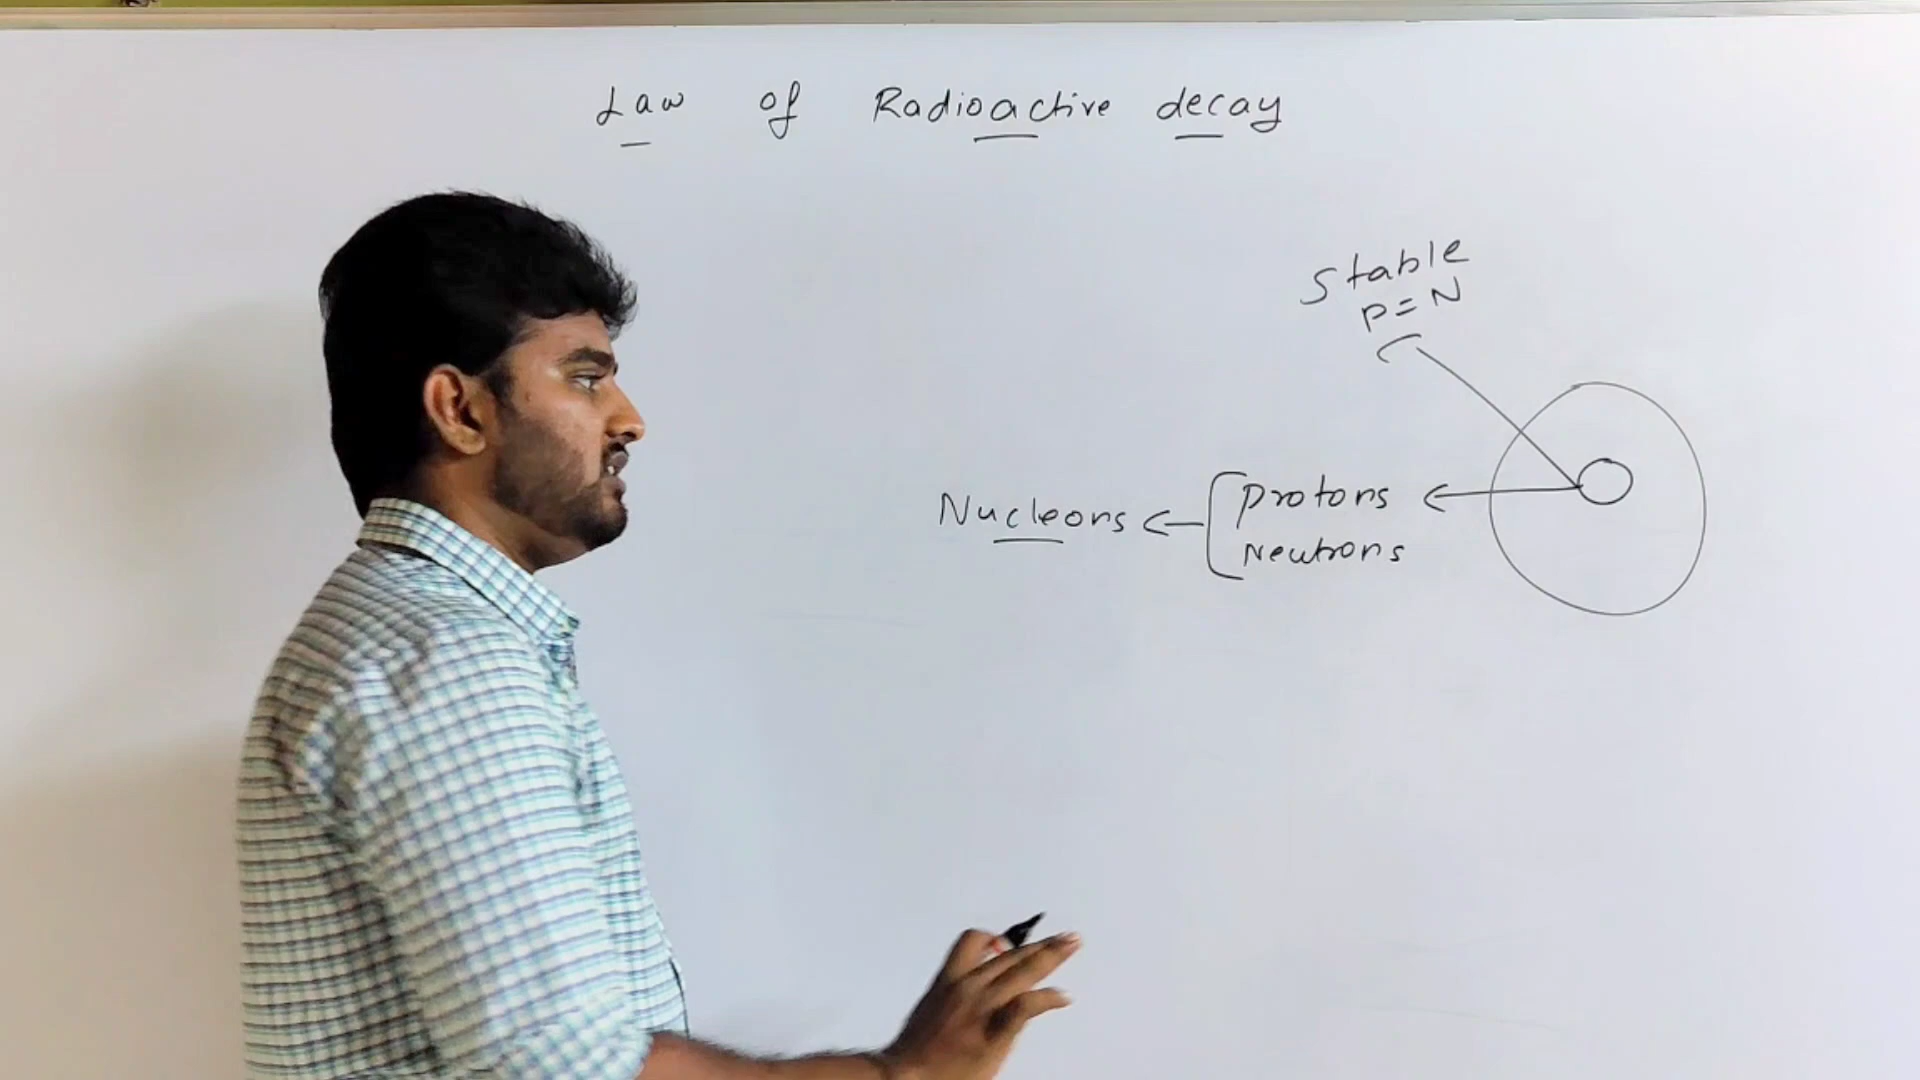 Law of Radioactive decay
Stable
P = N
Nucleons ← [ Protons ←
Neutrons